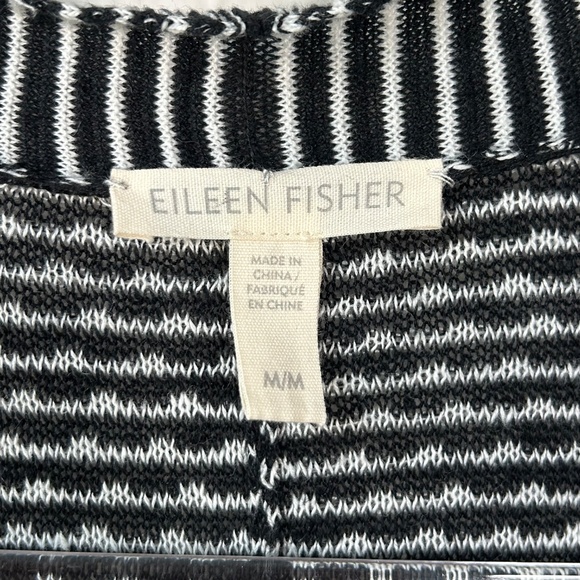 EILEEN FISHER
MADE IN
CHINA/
FABRIQUÉ
EN CHINE
M/M